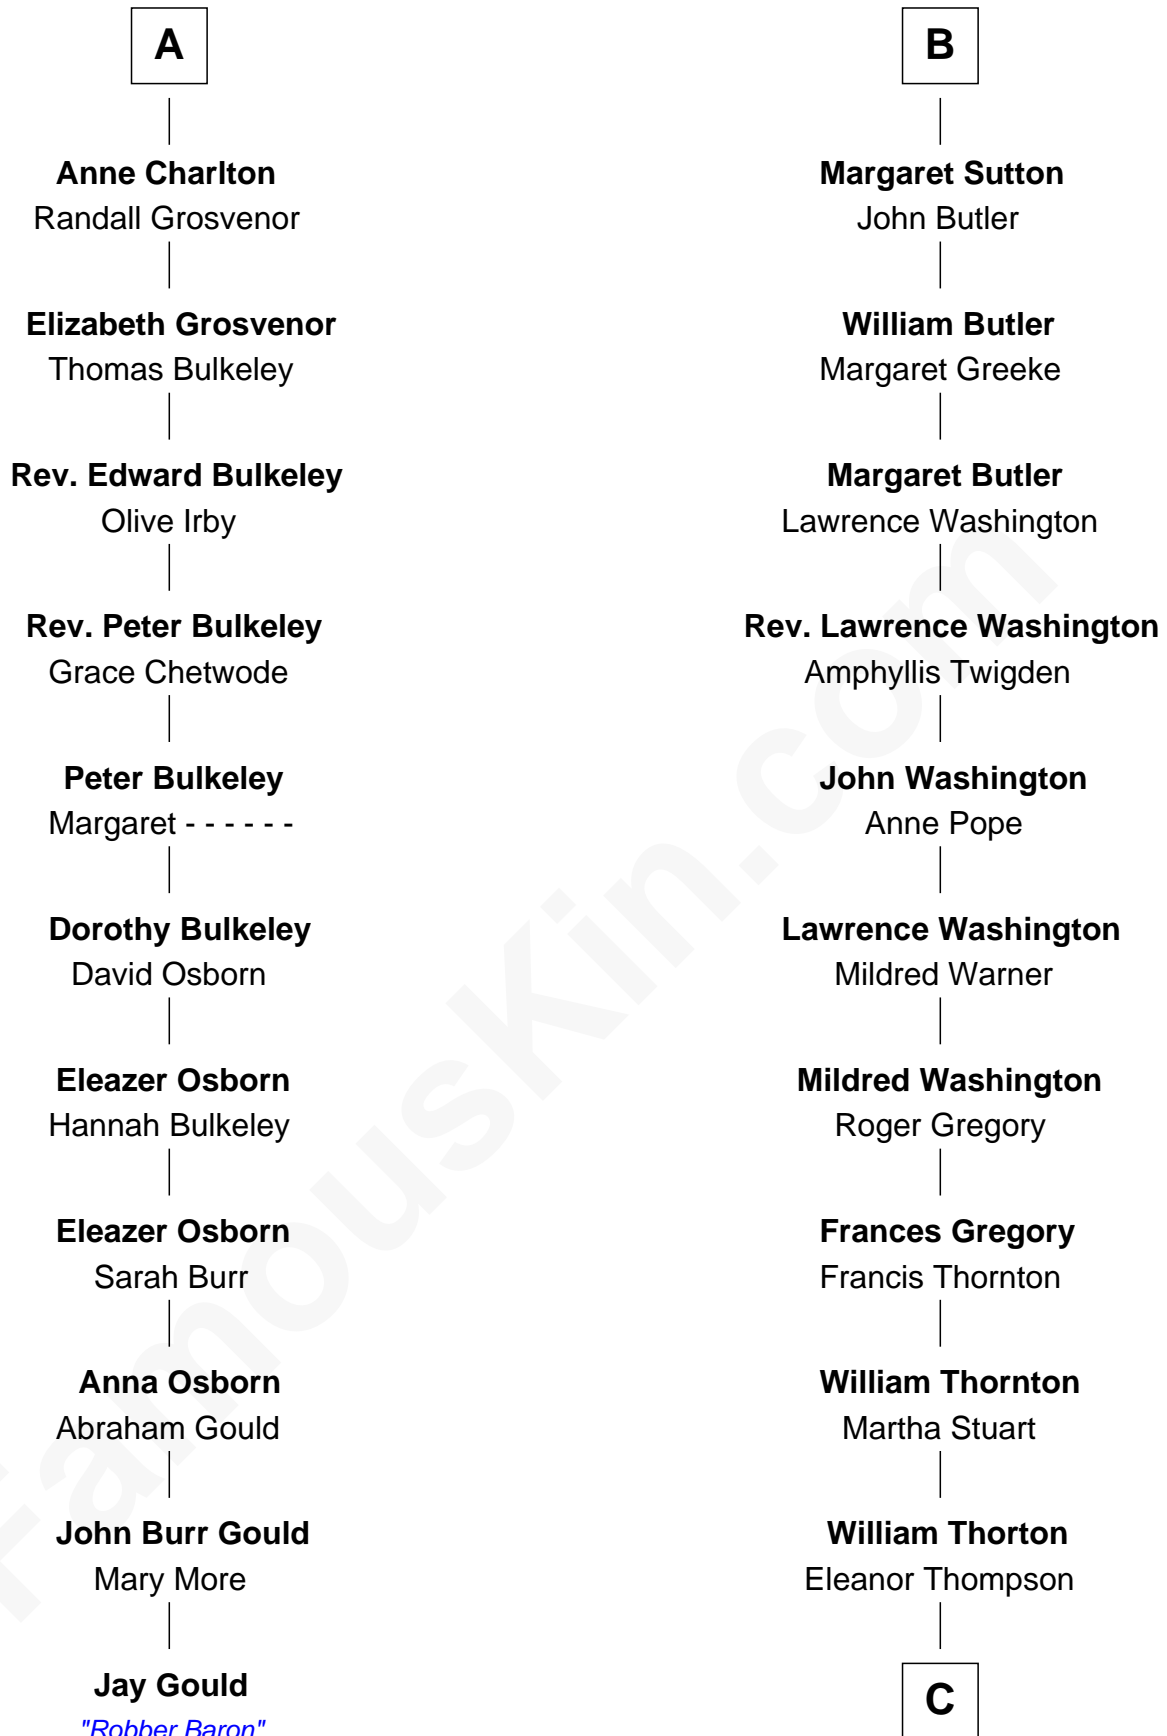 A
Anne Charlton
Randall Grosvenor
Elizabeth Grosvenor
Thomas Bulkeley
Rev. Edward Bulkeley
Olive Irby
Rev. Peter Bulkeley
Grace Chetwode
Peter Bulkeley
Margaret - - - - - -
Dorothy Bulkeley
David Osborn
Eleazer Osborn
Hannah Bulkeley
Eleazer Osborn
Sarah Burr
Anna Osborn
Abraham Gould
John Burr Gould
Mary More
Jay Gould
"Robber Baron"
B
Margaret Sutton
John Butler
William Butler
Margaret Greeke
Margaret Butler
Lawrence Washington
Rev. Lawrence Washington
Amphyllis Twigden
John Washington
Anne Pope
Lawrence Washington
Mildred Warner
Mildred Washington
Roger Gregory
Frances Gregory
Francis Thornton
William Thornton
Martha Stuart
William Thorton
Eleanor Thompson
C
FamousKin.com